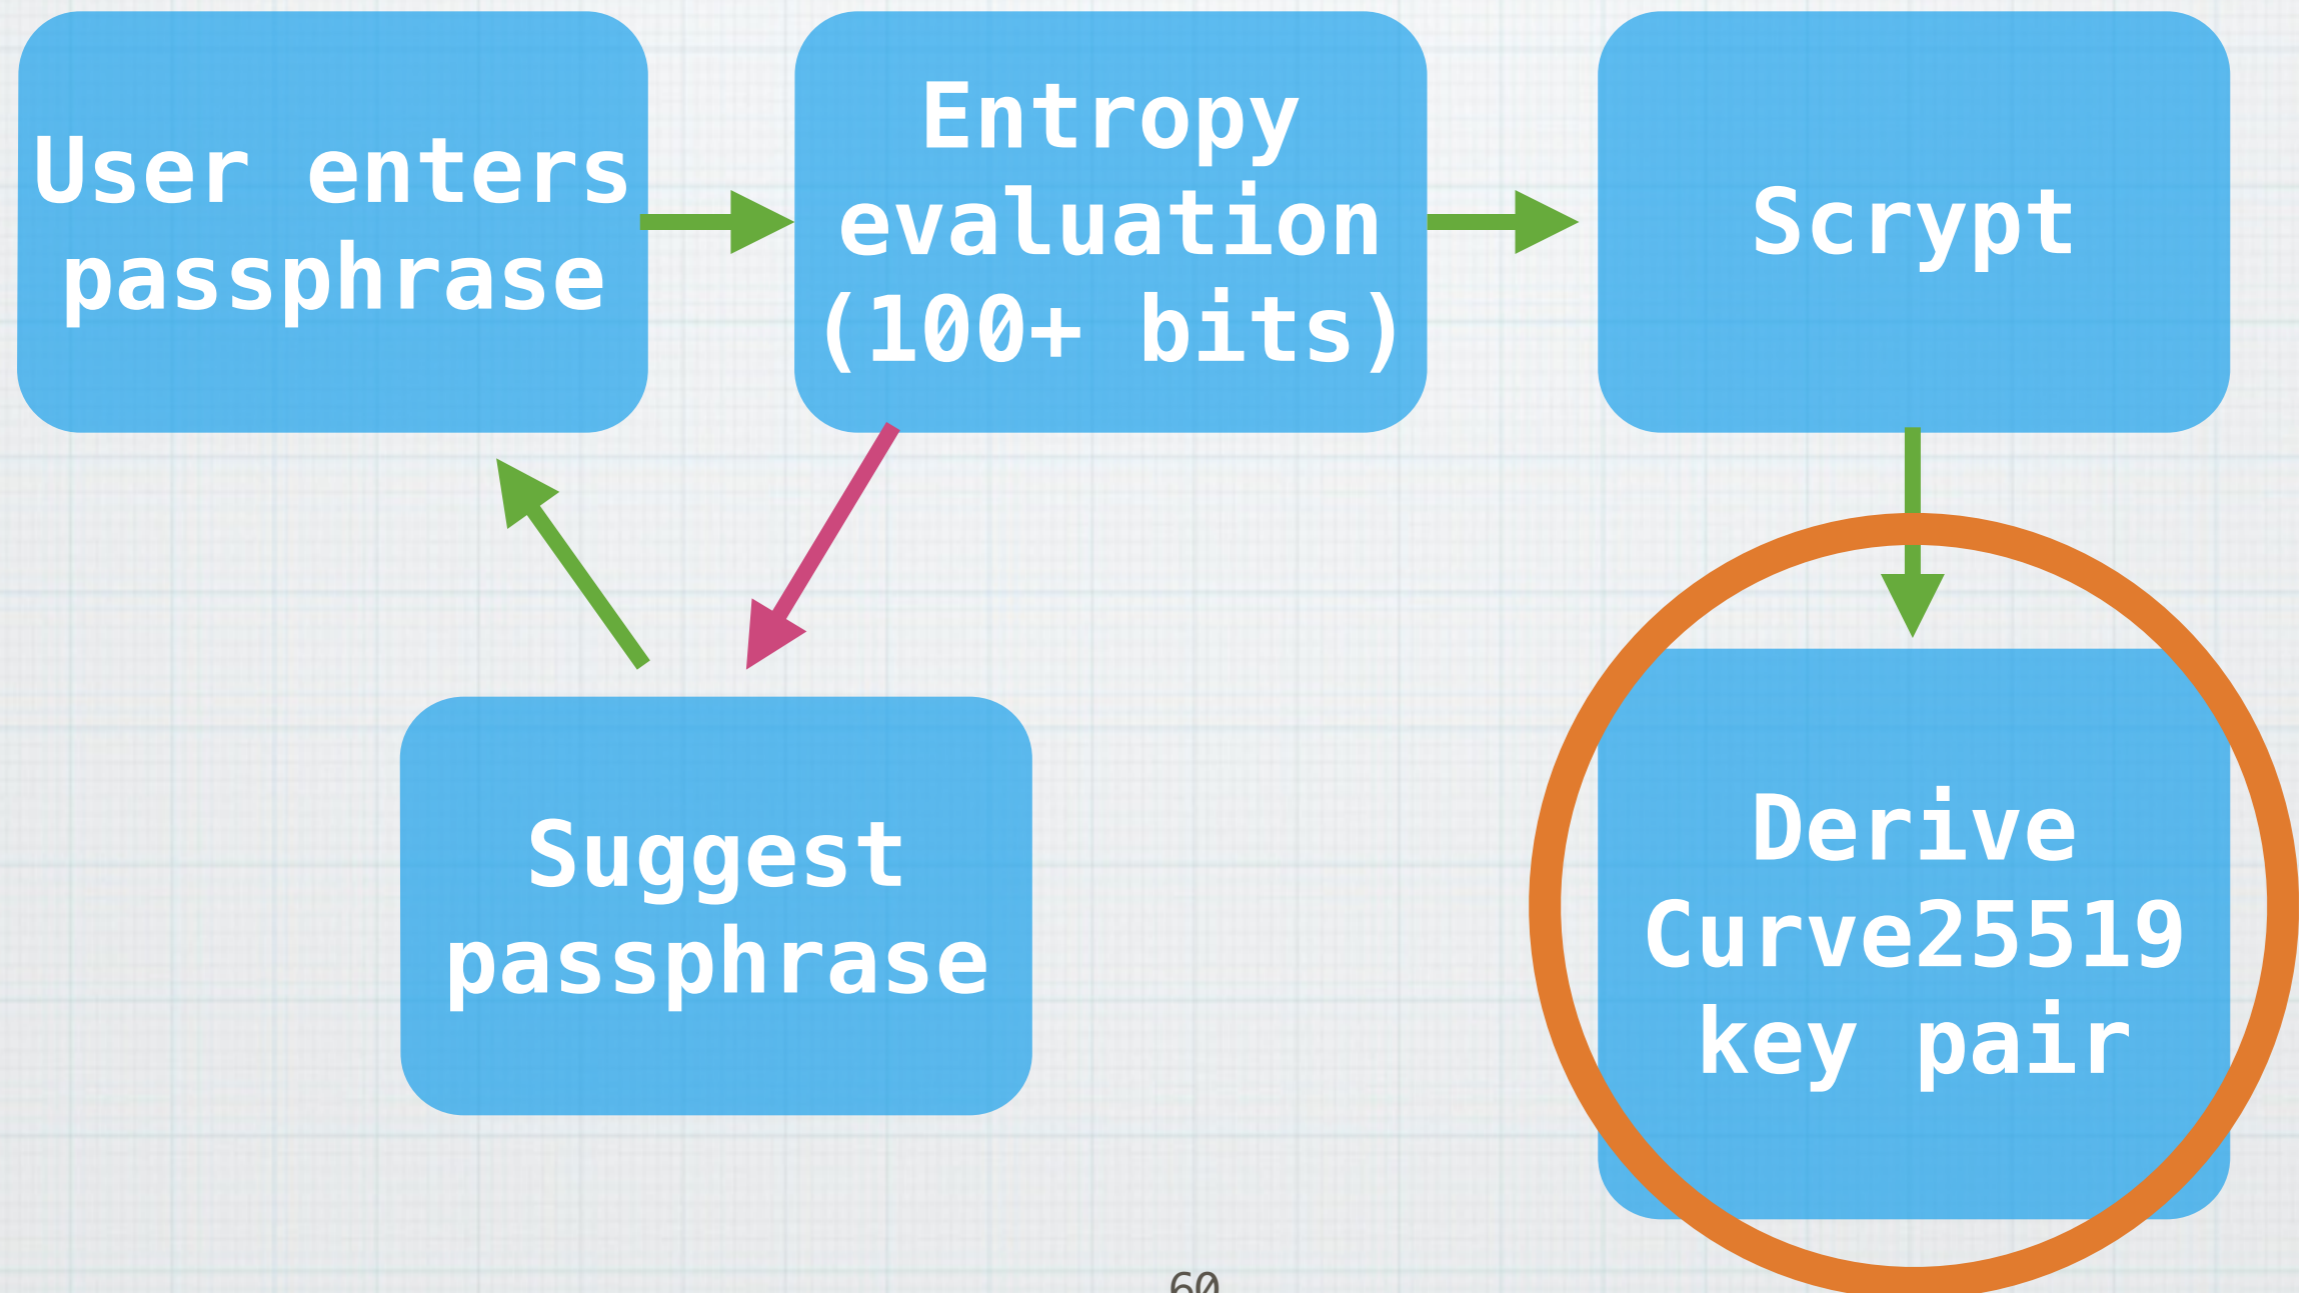 User enters
passphrase
Entropy
evaluation
(100+ bits)
Scrypt
Suggest
passphrase
Derive
Curve25519
key pair
60